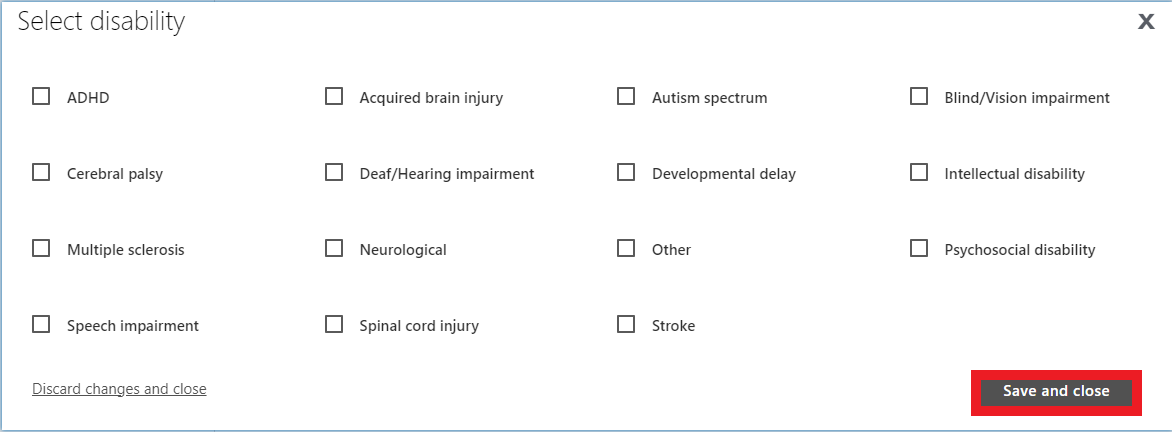 Select disability X
ADHD Acquired brain injury Autism spectrum Blind/Vision impairment
Cerebral palsy Deaf/Hearing impairment Developmental delay Intellectual disability
Multiple sclerosis Neurological Other Psychosocial disability
Speech impairment Spinal cord injury Stroke
Discard changes and close Save and close